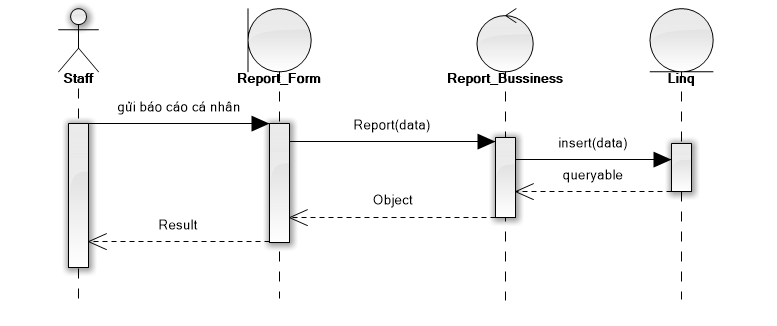 Staff
Report_Form
Report_Bussiness
Linq
gửi báo cáo cá nhân
Report(data)
insert(data)
queryable
Object
Result